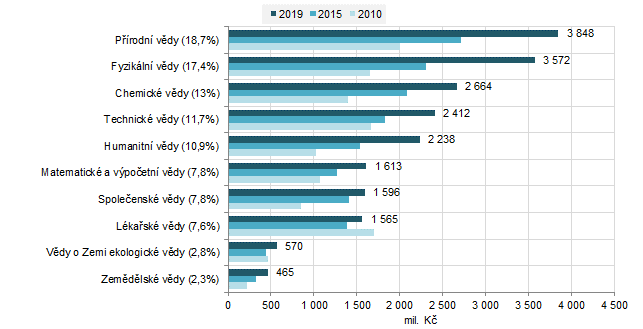 2019 2015 2010
Přírodní vědy (18,7%) 3 848
Fyzikální vědy (17,4%) 3 572
Chemické vědy (13%) 2 664
Technické vědy (11,7%) 2 412
Humanitní vědy (10,9%) 2 238
Matematické a výpočetní vědy (7,8%) 1 613
Společenské vědy (7,8%) 1 596
Lékařské vědy (7,6%) 1 565
Vědy o Zemi ekologické vědy (2,8%) 570
Zemědělské vědy (2,3%) 465
0 500 1 000 1 500 2 000 2 500 3 000 3 500 4 000 4 500
mil. Kč